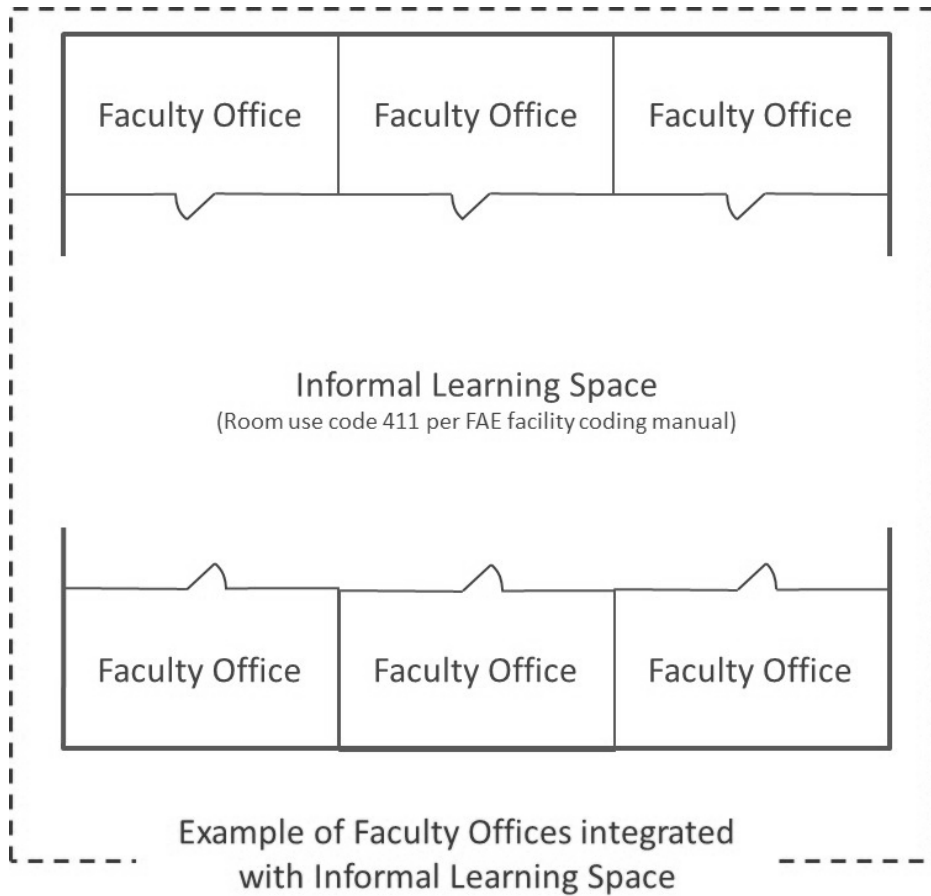 Faculty Office Faculty Office Faculty Office
Informal Learning Space
(Room use code 411 per FAE facility coding manual)
Faculty Office Faculty Office Faculty Office
Example of Faculty Offices integrated
with Informal Learning Space